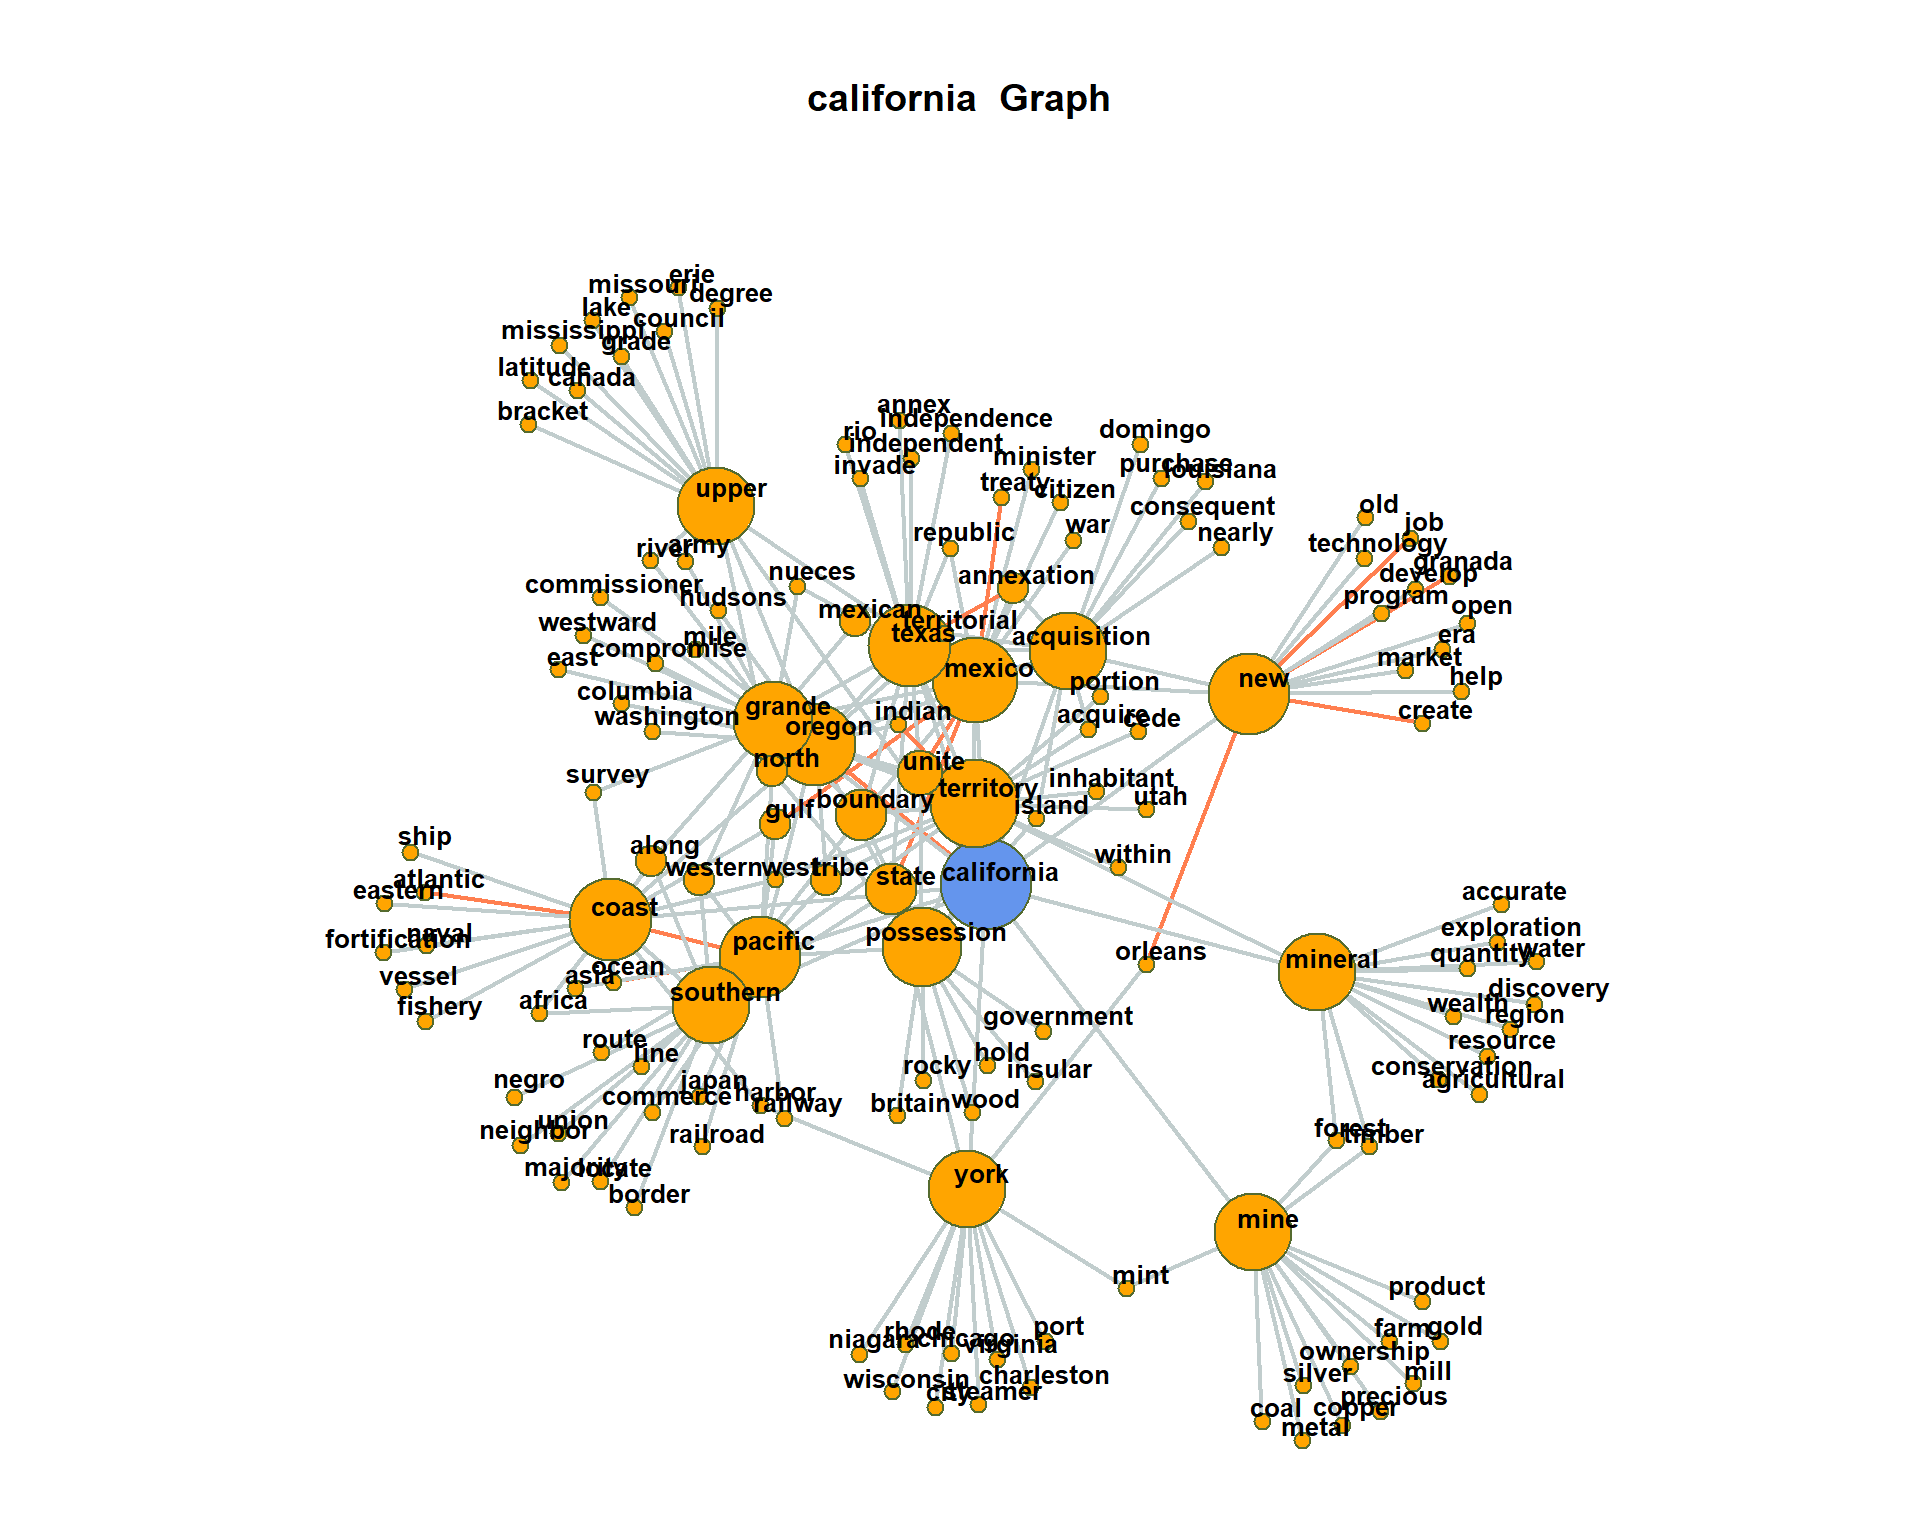 california  Graph
erie
missouri
degree
lake
council
mississippi
grade
latitude
canada
bracket
upper
annex
independence
rio
independent
invade
minister
treaty
citizen
domingo
purchase
louisiana
consequent
nearly
war
republic
old
job
technology
granada
develop
program
open
era
market
help
create
new
river
army
nueces
annexation
commissioner
hudsons
mexican
territorial
texas
acquisition
westward
mile
compromise
east
mexico
portion
columbia
washington
grande
oregon
indian
acquire
cede
north
unite
survey
territory
inhabitant
utah
island
gulf
boundary
ship
along
western
west
tribe
state
california
within
atlantic
eastern
coast
pacific
possession
fortification
naval
orleans
mineral
accurate
exploration
quantity
water
discovery
wealth
region
resource
conservation
agricultural
vessel
asia
ocean
fishery
africa
southern
government
route
line
hold
rocky
insular
negro
japan
commerce
harbor
railway
britain
wood
union
neighbor
railroad
forest
timber
majority
locate
border
york
mine
mint
product
port
rhode
niagara
chicago
virginia
farm
gold
ownership
silver
mill
wisconsin
charleston
city
steamer
precious
coal
copper
metal